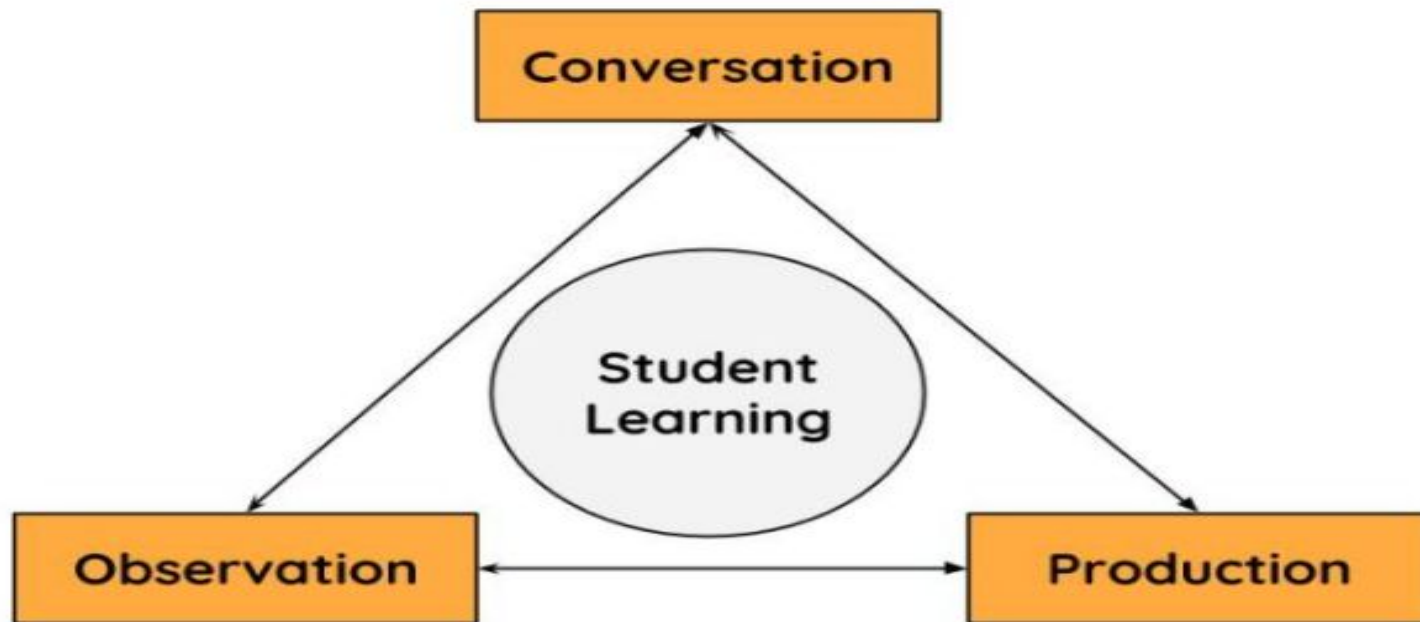 Conversation
Student
Learning
Observation
Production